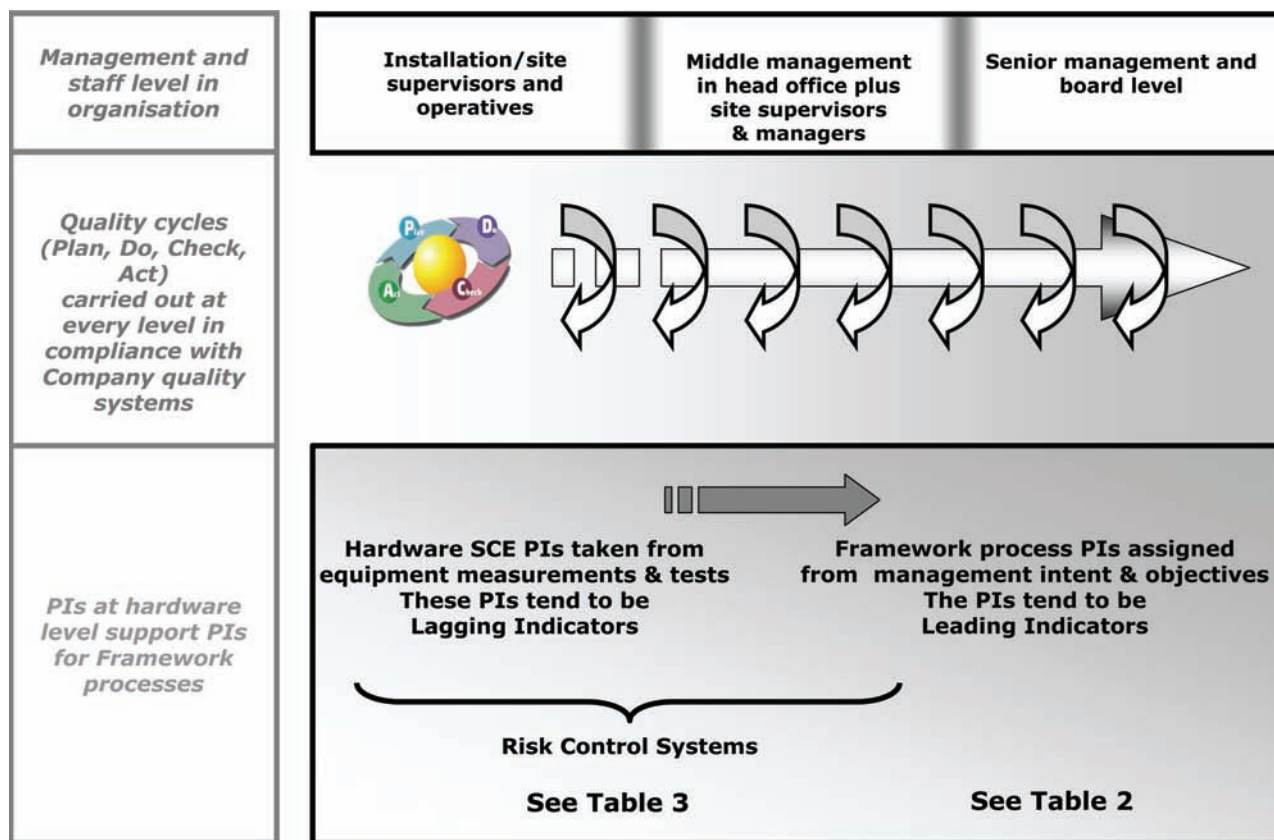 Management and
staff level in
organisation
Installation/site
supervisors and
operatives
Middle management
in head office plus
site supervisors
& managers
Senior management and
board level
Quality cycles
(Plan, Do, Check,
Act)
carried out at
every level in
compliance with
Company quality
systems
Plan
Do
Act
Check
PIs at hardware
level support PIs
for Framework
processes
Hardware SCE PIs taken from
equipment measurements & tests
These PIs tend to be
Lagging Indicators
Framework process PIs assigned
from management intent & objectives
The PIs tend to be
Leading Indicators
Risk Control Systems
See Table 3
See Table 2